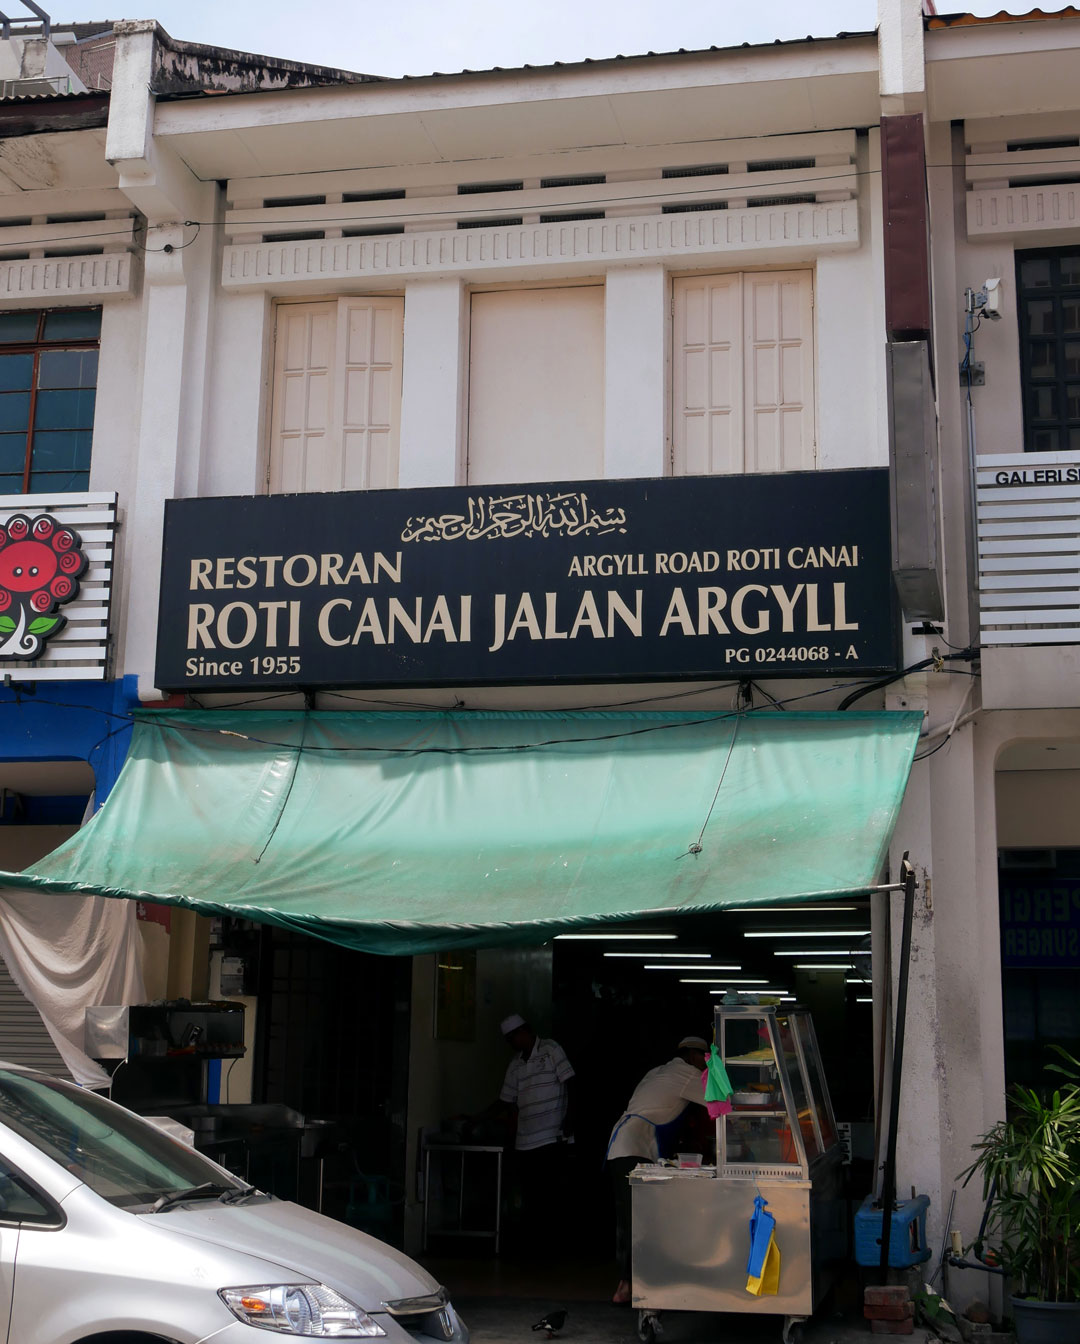 بسم الله الرحمن الرحيم
RESTORAN
ARGYLL ROAD ROTI CANAI
ROTI CANAI JALAN ARGYLL
Since 1955
PG 0244068 - A
GALERI